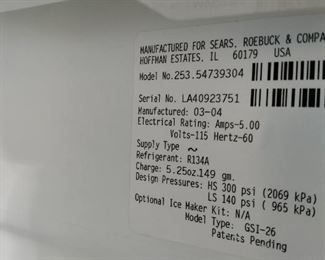 MANUFACTURED FOR SEARS, ROEBUCK & COMPA
HOFFMAN ESTATES, IL 60179 USA
Model No.253.54739304
Serial No. LA40923751
Manufactured: 03-04
Electrical Rating: Amps-5.00
Volts-115 Hertz-60
Supply Type ~
Refrigerant: R134A
Charge: 5.25oz.149 gm.
Design Pressures: HS 300 psi (2069 kPa)
LS 140 psi ( 965 kPa)
Optional Ice Maker Kit: N/A
Model Type: GSI-26
Patents Pending